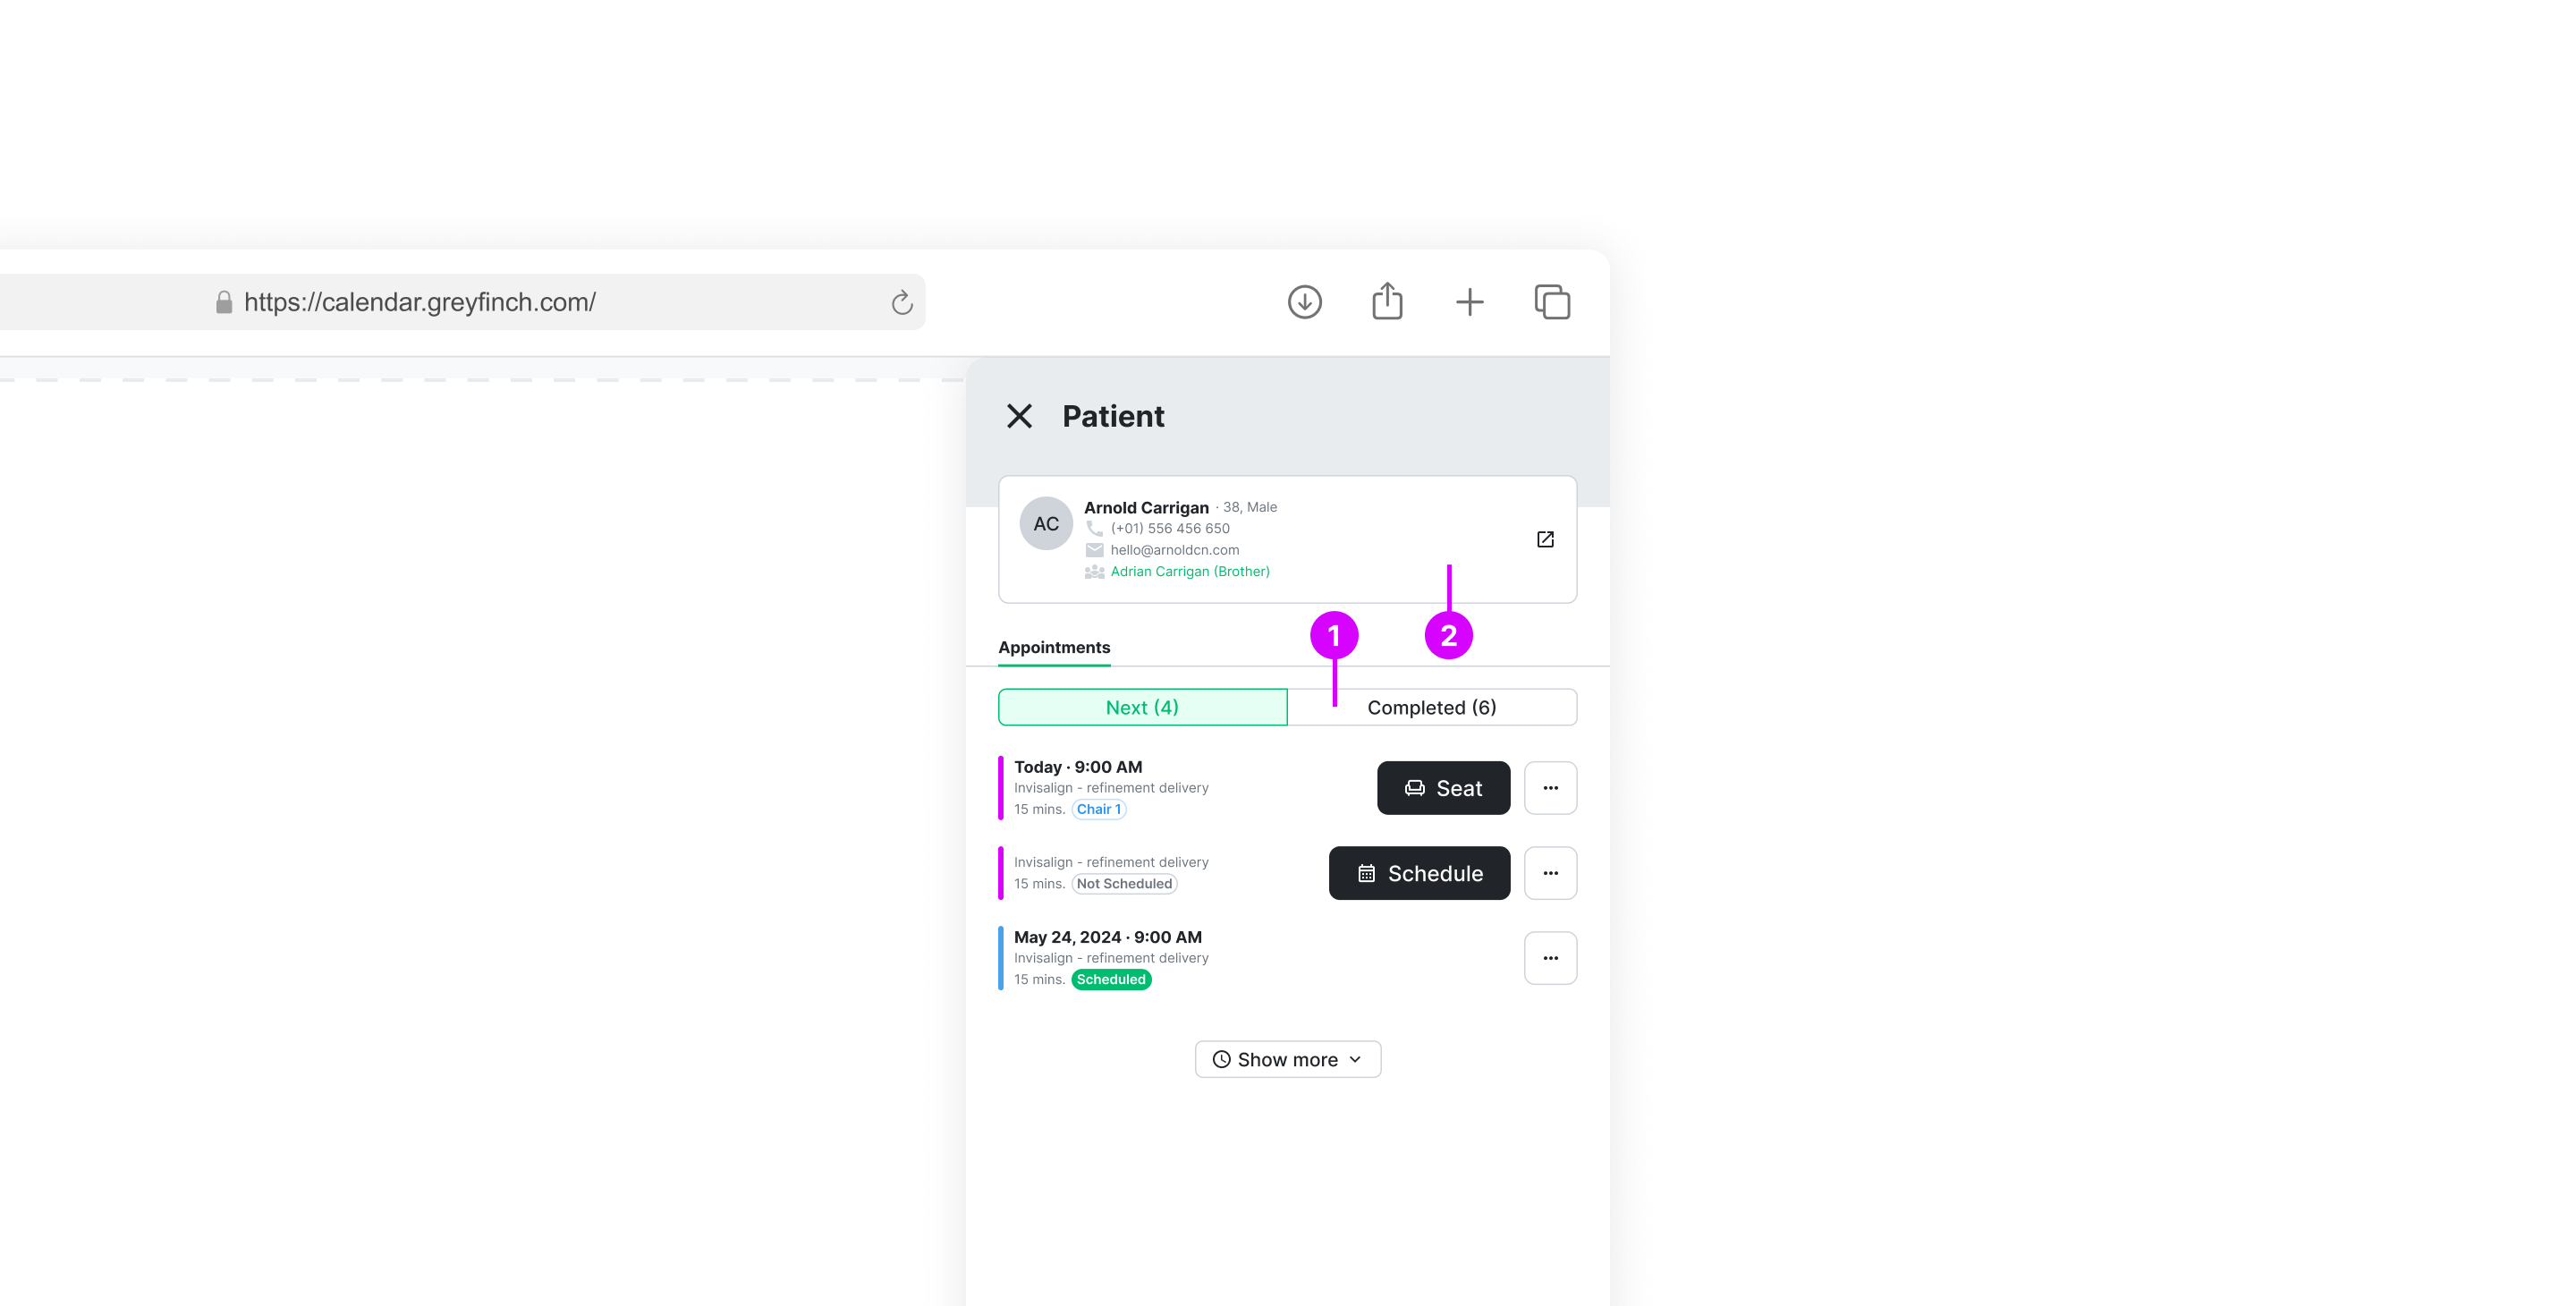 https://calendar.greyfinch.com/
Patient
AC
Arnold Carrigan · 38, Male
(+01) 556 456 650
hello@arnoldcn.com
Adrian Carrigan (Brother)
1
2
Appointments
Next (4)
Completed (6)
Today · 9:00 AM
Invisalign - refinement delivery
15 mins. Chair 1
Seat
Invisalign - refinement delivery
15 mins. Not Scheduled
Schedule
May 24, 2024 · 9:00 AM
Invisalign - refinement delivery
15 mins. Scheduled
Show more